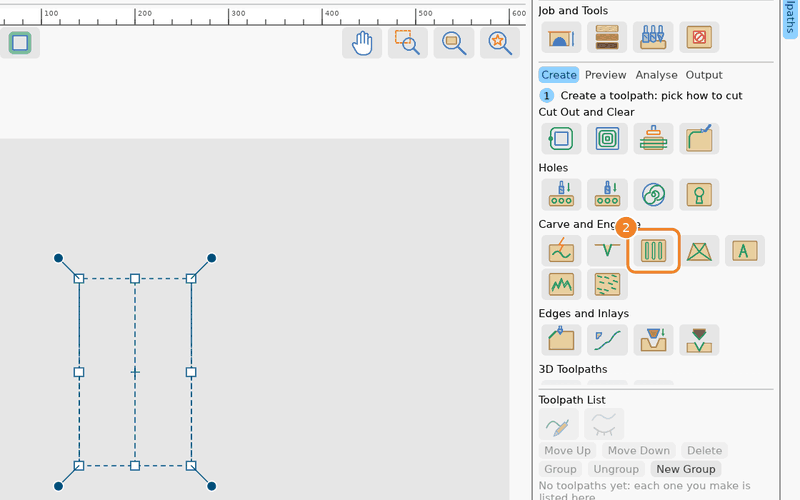 100 200 300 400 500 600
lpaths
Job and Tools
Create Preview Analyse Output
1 Create a toolpath: pick how to cut
Cut Out and Clear
Holes
Carve and Eng
2
A
Edges and Inlays
3D Toolpaths
Toolpath List
Move Up Move Down Delete
Group Ungroup New Group
No toolpaths yet: each one you make is
listed here